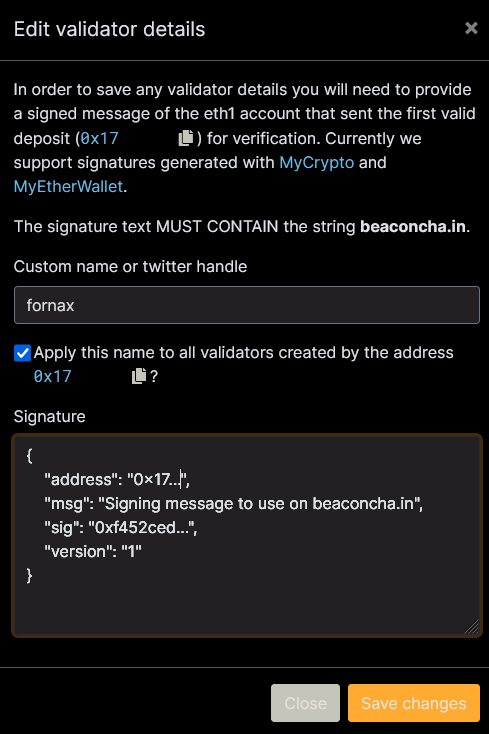 Edit validator details
In order to save any validator details you will need to provide
a signed message of the eth1 account that sent the first valid
deposit (0x17 ) for verification. Currently we
support signatures generated with MyCrypto and
MyEtherWallet.
The signature text MUST CONTAIN the string beaconcha.in.
Custom name or twitter handle
fornax
Apply this name to all validators created by the address
0x17 ?
Signature
{
"address": "0x17...",
"msg": "Signing message to use on beaconcha.in",
"sig": "0xf452ced...",
"version": "1"
}
Close Save changes